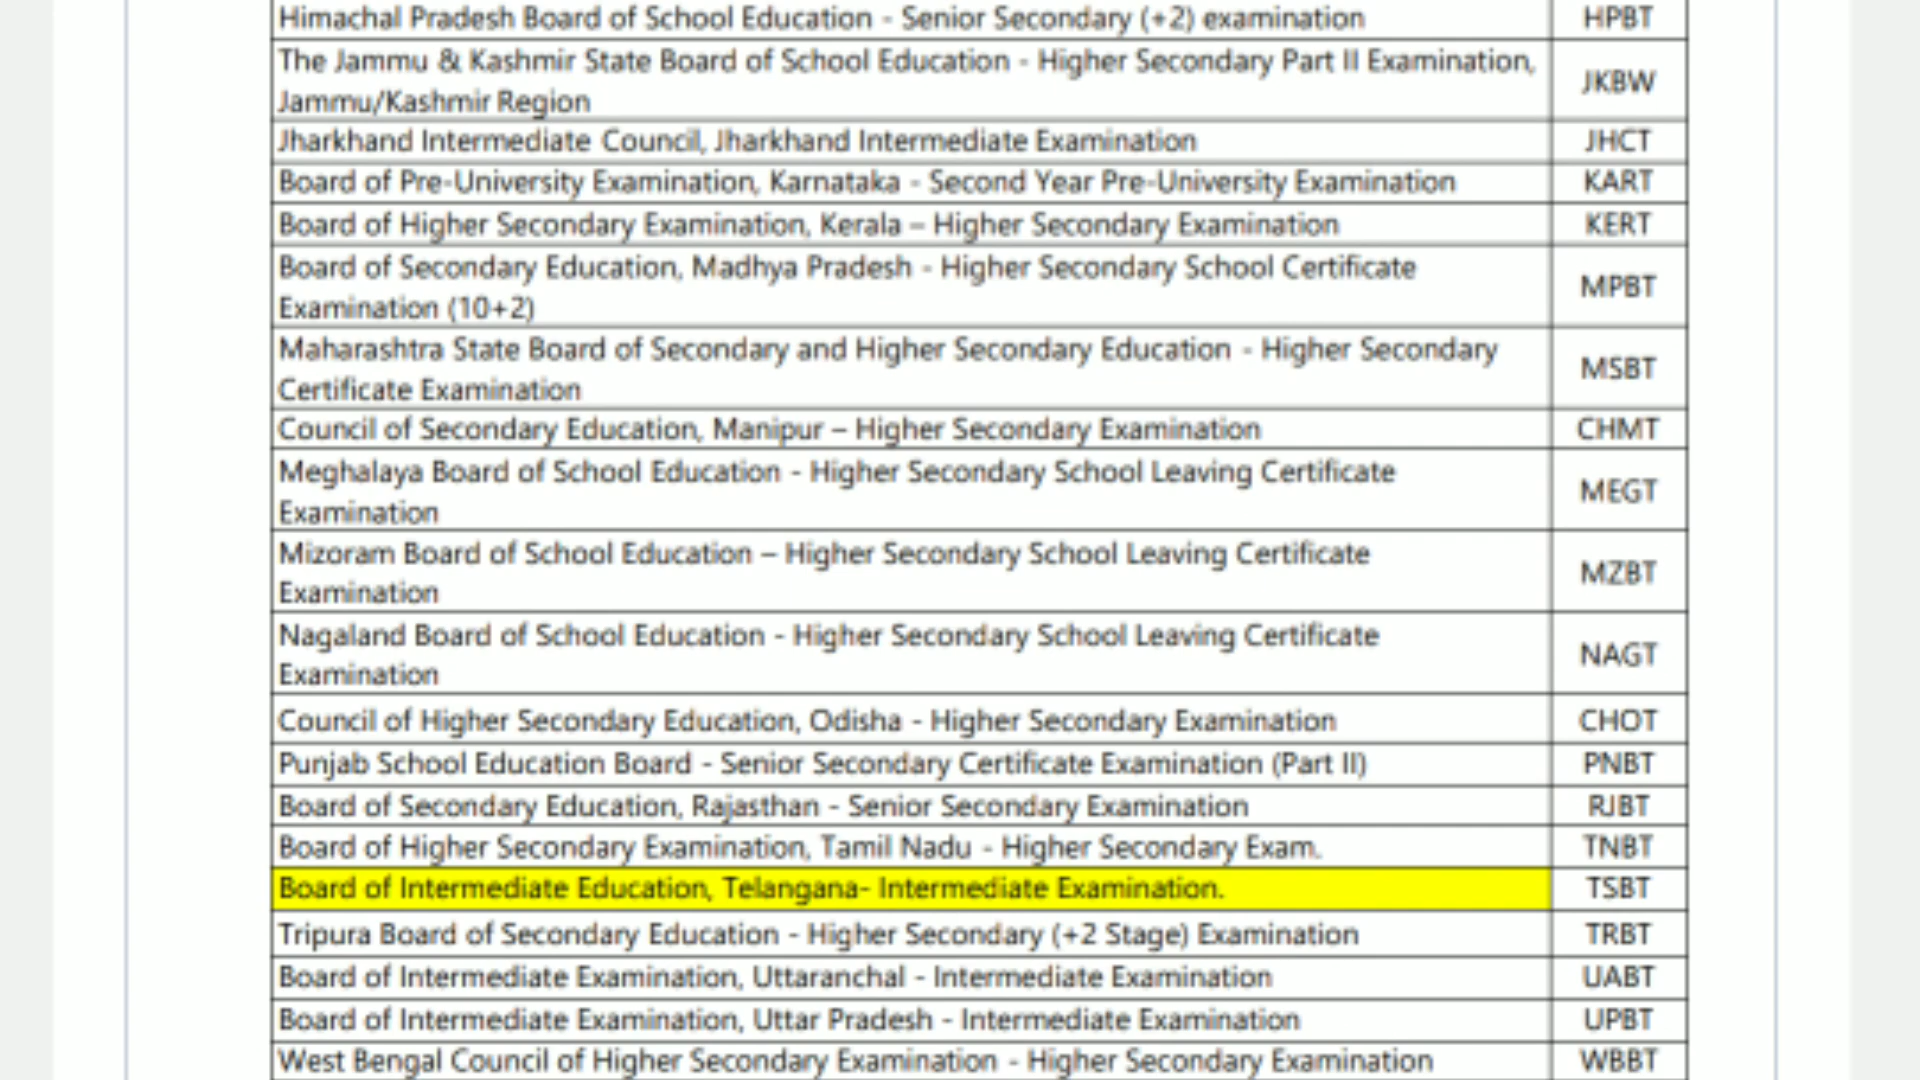 Himachal Pradesh Board of School Education - Senior Secondary (+2) examination HPBT
The Jammu & Kashmir State Board of School Education - Higher Secondary Part II Examination,
Jammu/Kashmir Region JKBW
Jharkhand Intermediate Council, Jharkhand Intermediate Examination JHCT
Board of Pre-University Examination, Karnataka - Second Year Pre-University Examination KART
Board of Higher Secondary Examination, Kerala – Higher Secondary Examination KERT
Board of Secondary Education, Madhya Pradesh - Higher Secondary School Certificate
Examination (10+2) MPBT
Maharashtra State Board of Secondary and Higher Secondary Education - Higher Secondary
Certificate Examination MSBT
Council of Secondary Education, Manipur – Higher Secondary Examination CHMT
Meghalaya Board of School Education - Higher Secondary School Leaving Certificate
Examination MEGT
Mizoram Board of School Education – Higher Secondary School Leaving Certificate
Examination MZBT
Nagaland Board of School Education - Higher Secondary School Leaving Certificate
Examination NAGT
Council of Higher Secondary Education, Odisha - Higher Secondary Examination CHOT
Punjab School Education Board - Senior Secondary Certificate Examination (Part II) PNBT
Board of Secondary Education, Rajasthan - Senior Secondary Examination RJBT
Board of Higher Secondary Examination, Tamil Nadu - Higher Secondary Exam. TNBT
Board of Intermediate Education, Telangana- Intermediate Examination. TSBT
Tripura Board of Secondary Education - Higher Secondary (+2 Stage) Examination TRBT
Board of Intermediate Examination, Uttaranchal - Intermediate Examination UABT
Board of Intermediate Examination, Uttar Pradesh - Intermediate Examination UPBT
West Bengal Council of Higher Secondary Examination - Higher Secondary Examination WBBT